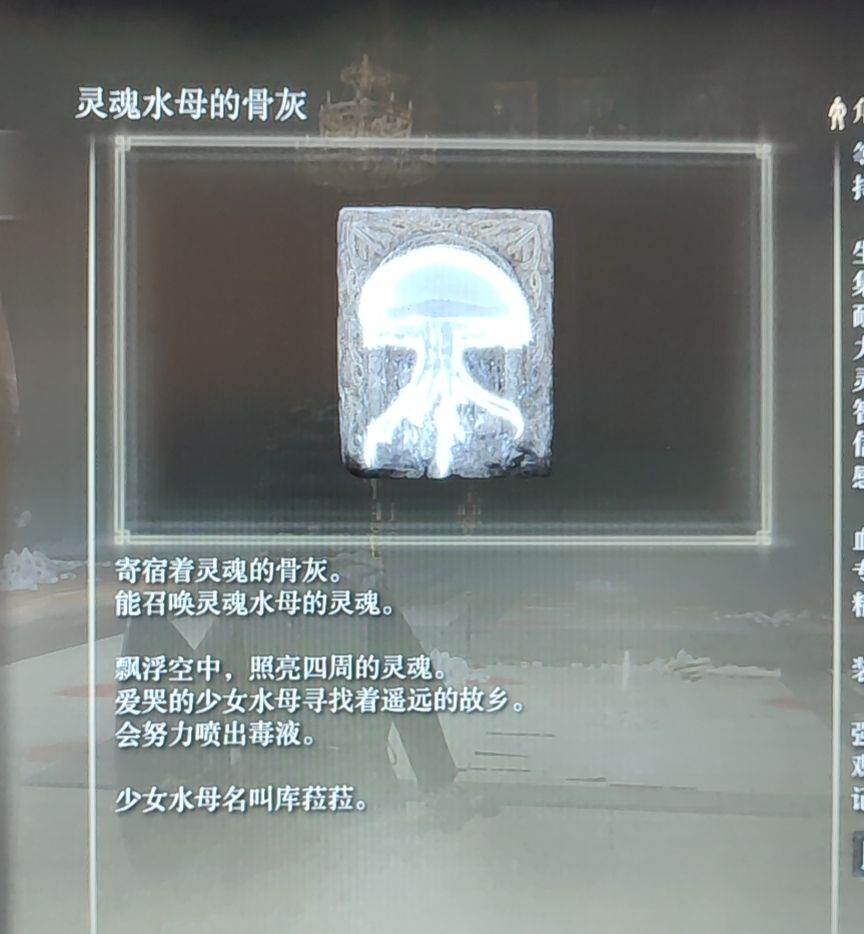 灵魂水母的骨灰
寄宿着灵魂的骨灰。
能召唤灵魂水母的灵魂。
飘浮空中，照亮四周的灵魂。
爱哭的少女水母寻找着遥远的故乡。
会努力喷出毒液。
少女水母名叫库菈菈。